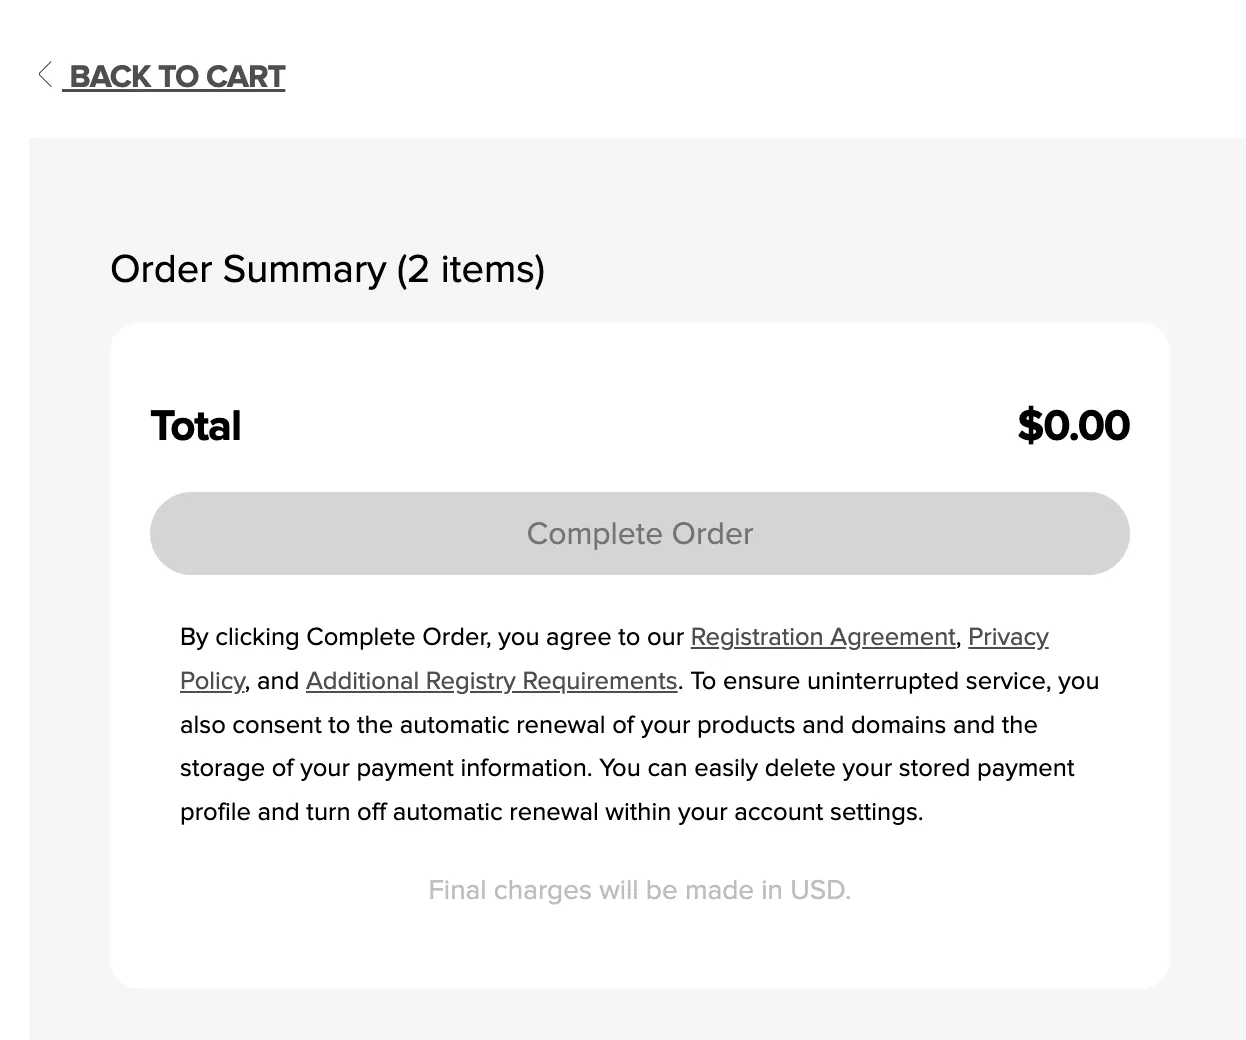 BACK TO CART
Order Summary (2 items)
Total $0.00
Complete Order
By clicking Complete Order, you agree to our Registration Agreement, Privacy
Policy, and Additional Registry Requirements. To ensure uninterrupted service, you
also consent to the automatic renewal of your products and domains and the
storage of your payment information. You can easily delete your stored payment
profile and turn off automatic renewal within your account settings.
Final charges will be made in USD.